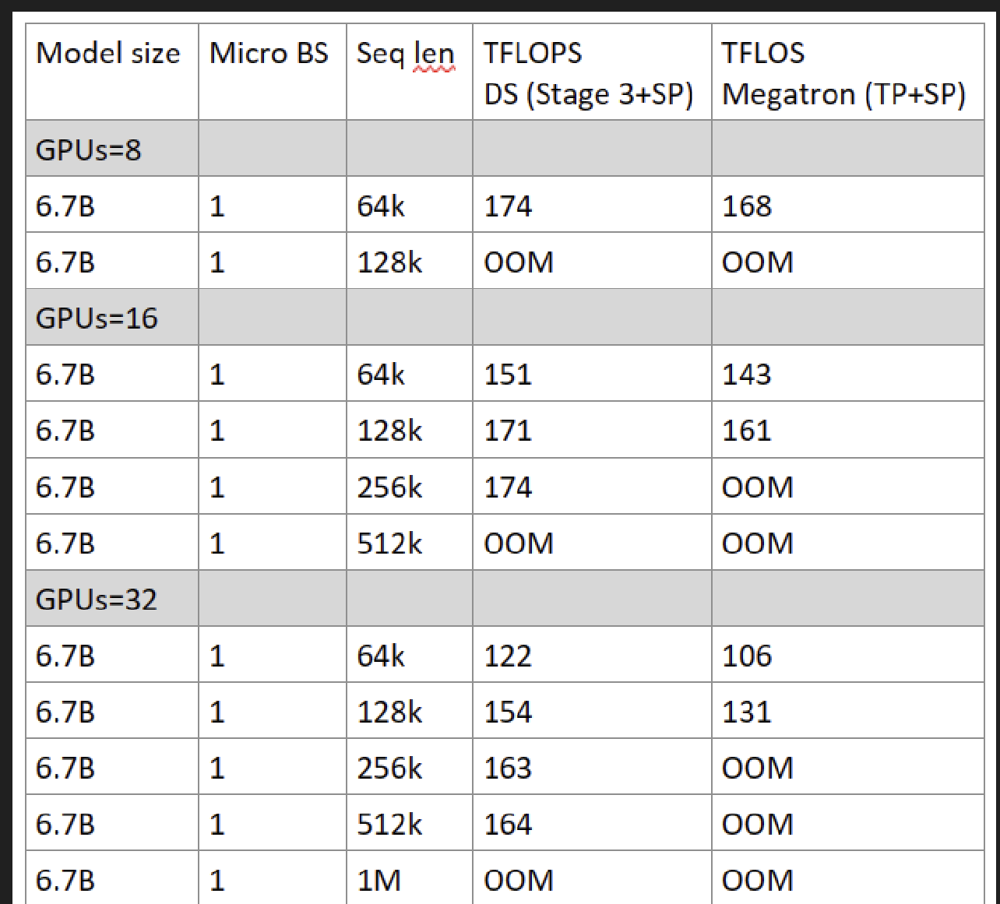 Model size Micro BS Seq len TFLOPS TFLOS
DS (Stage 3+SP) Megatron (TP+SP)
GPUs=8
6.7B 1 64k 174 168
6.7B 1 128k OOM OOM
GPUs=16
6.7B 1 64k 151 143
6.7B 1 128k 171 161
6.7B 1 256k 174 OOM
6.7B 1 512k OOM OOM
GPUs=32
6.7B 1 64k 122 106
6.7B 1 128k 154 131
6.7B 1 256k 163 OOM
6.7B 1 512k 164 OOM
6.7B 1 1M OOM OOM